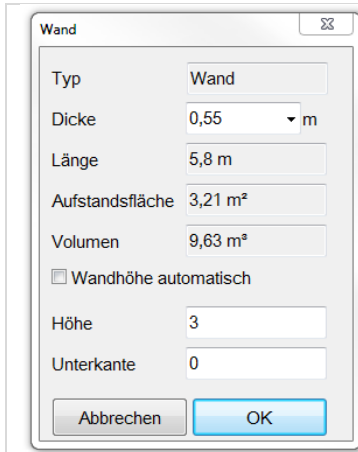 Wand
Typ Wand
Dicke 0,55 m
Länge 5,8 m
Aufstandsfläche 3,21 m²
Volumen 9,63 m³
Wandhöhe automatisch
Höhe 3
Unterkante 0
Abbrechen OK